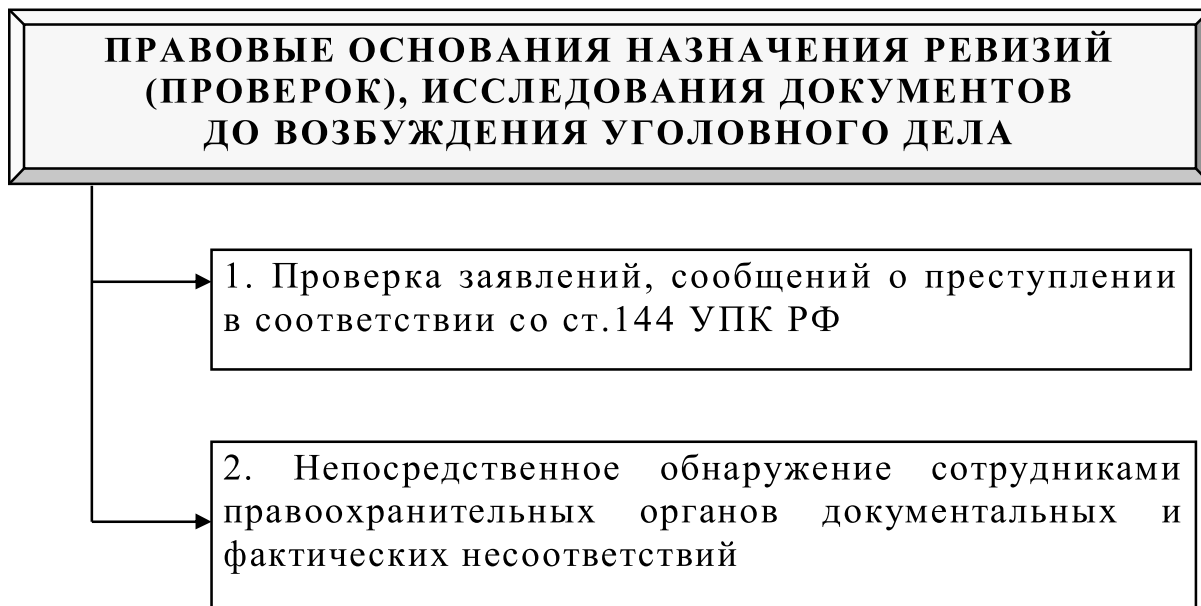 ПРАВОВЫЕ ОСНОВАНИЯ НАЗНАЧЕНИЯ РЕВИЗИЙ
(ПРОВЕРОК), ИССЛЕДОВАНИЯ ДОКУМЕНТОВ
ДО ВОЗБУЖДЕНИЯ УГОЛОВНОГО ДЕЛА
1. Проверка заявлений, сообщений о преступлении
в соответствии со ст.144 УПК РФ
2. Непосредственное обнаружение сотрудниками
правоохранительных органов документальных и
фактических несоответствий